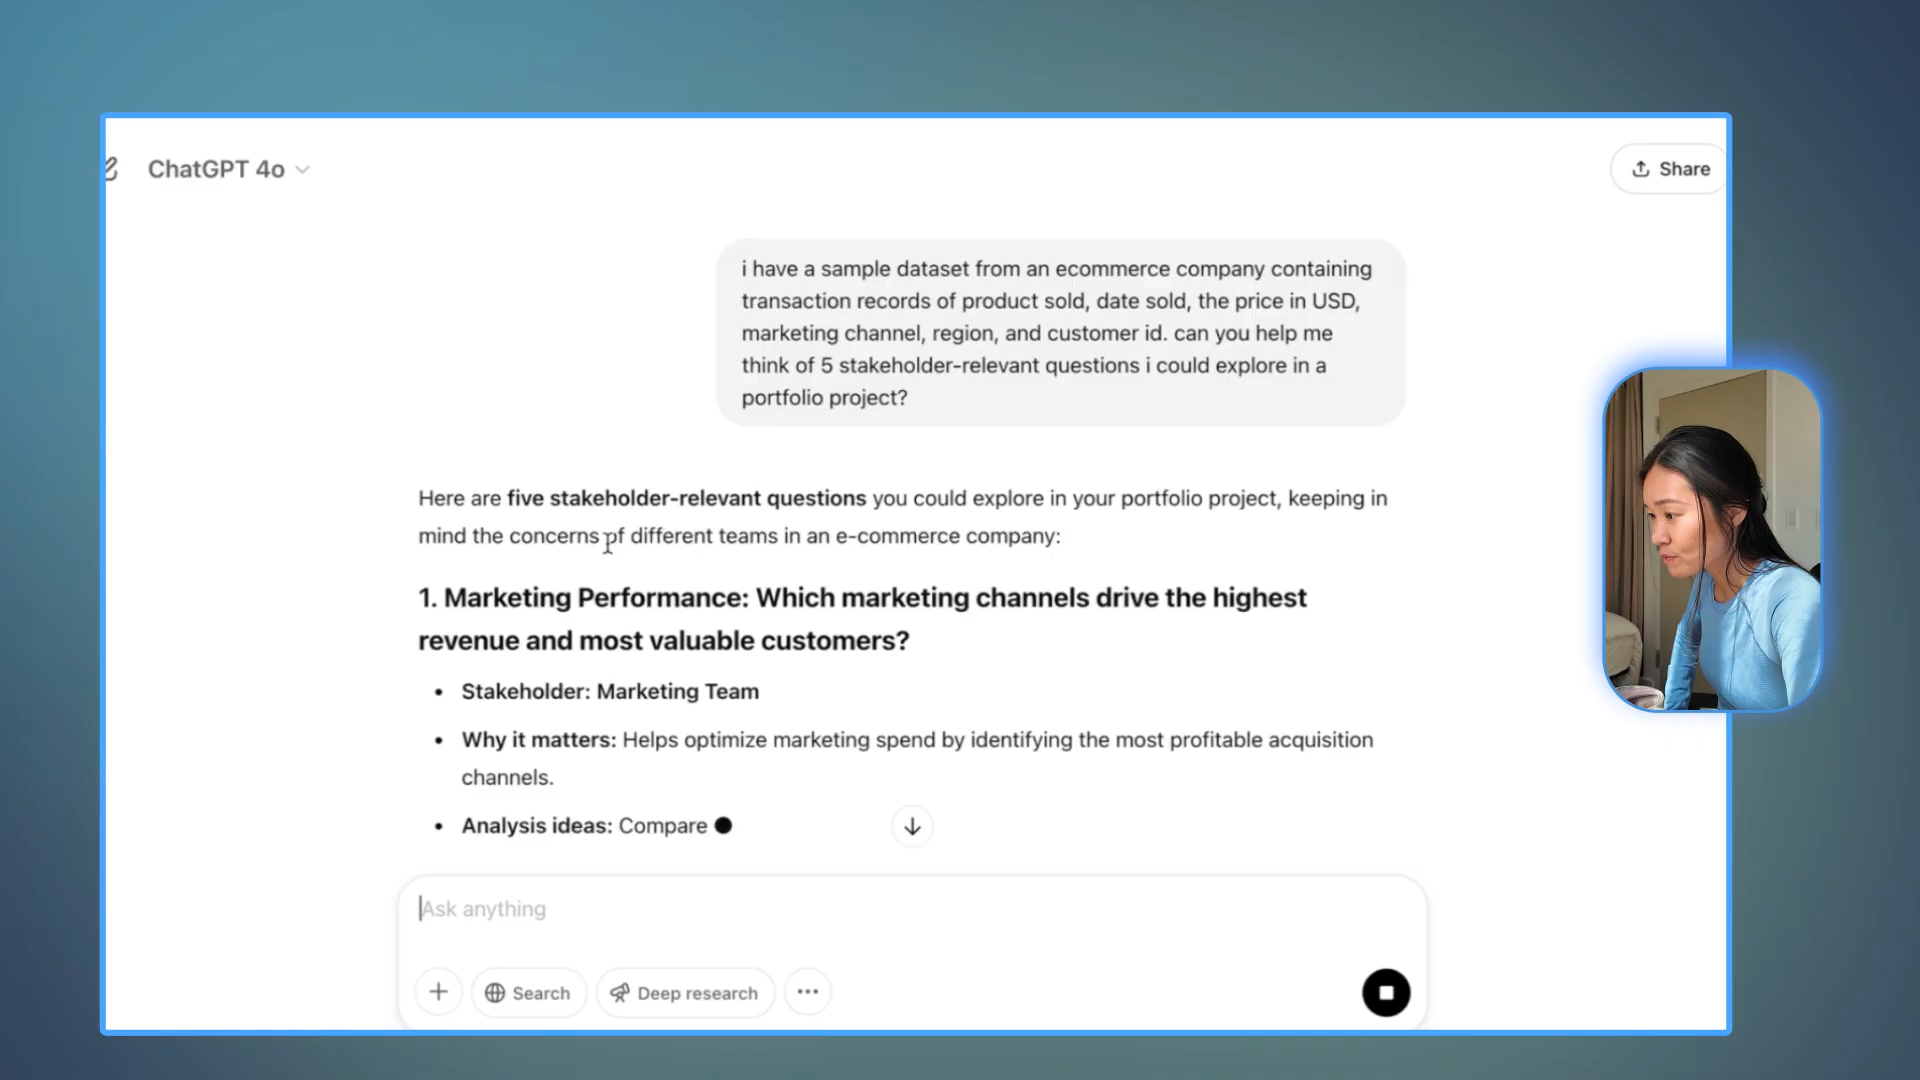 ChatGPT 4o
Share
i have a sample dataset from an ecommerce company containing
transaction records of product sold, date sold, the price in USD,
marketing channel, region, and customer id. can you help me
think of 5 stakeholder-relevant questions i could explore in a
portfolio project?
Here are five stakeholder-relevant questions you could explore in your portfolio project, keeping in
mind the concerns of different teams in an e-commerce company:
1. Marketing Performance: Which marketing channels drive the highest
revenue and most valuable customers?
• Stakeholder: Marketing Team
• Why it matters: Helps optimize marketing spend by identifying the most profitable acquisition
channels.
• Analysis ideas: Compare
Ask anything
Search
Deep research